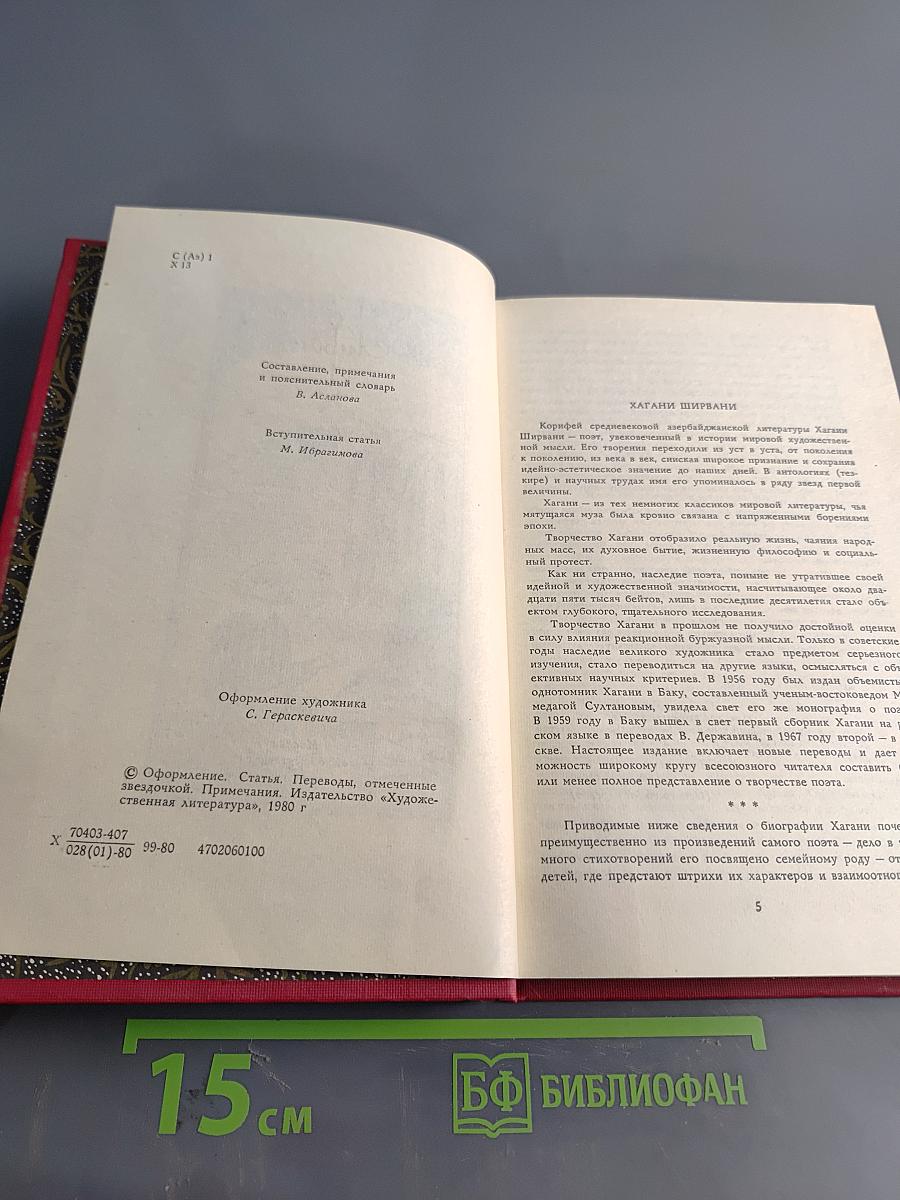 С (Аз) 1
Х 13
Составление, примечания
и пояснительный словарь
В. Асланова
Вступительная статья
М. Ибрагимова
Оформление художника
С. Гераскевича
© Оформление. Статья. Переводы, отмеченные
звездочкой. Примечания. Издательство «Художе-
ственная литература», 1980 г
Х 70403-407
028(01)-80 99-80 4702060100
ХАГАНИ ШИРВАНИ
Корифей средневековой азербайджанской литературы Хагани
Ширвани — поэт, увековеченный в истории мировой художествен-
ной мысли. Его творения переходили из уст в уста, от поколения
к поколению, из века в век, снискав широкое признание и сохранив
идейно-эстетическое значение до наших дней. В антологиях (тез-
кире) и научных трудах имя его упоминалось в ряду звезд первой
величины.
Хагани — из тех немногих классиков мировой литературы, чья
мятущаяся муза была кровно связана с напряженными борениями
эпохи.
Творчество Хагани отобразило реальную жизнь, чаяния народ-
ных масс, их духовное бытие, жизненную философию и социаль-
ный протест.
Как ни странно, наследие поэта, поныне не утратившее своей
идейной и художественной значимости, насчитывающее около два-
дцати пяти тысяч бейтов, лишь в последние десятилетия стало объ-
ектом глубокого, тщательного исследования.
Творчество Хагани в прошлом не получило достойной оценки
в силу влияния реакционной буржуазной мысли. Только в советские
годы наследие великого художника стало предметом серьезного
изучения, стало переводиться на другие языки, осмысляться с объ
ективных научных критериев. В 1956 году был издан объемисты
однотомник Хагани в Баку, составленный ученым-востоковедом М
медагой Султановым, увидела свет его же монография о поэ
В 1959 году в Баку вышел в свет первый сборник Хагани на р
ском языке в переводах В. Державина, в 1967 году второй — в
скве. Настоящее издание включает новые переводы и дает
можность широкому кругу всесоюзного читателя составить
или менее полное представление о творчестве поэта.
* * *
Приводимые ниже сведения о биографии Хагани поче
преимущественно из произведений самого поэта — дело в
много стихотворений его посвящено семейному роду — от
детей, где предстают штрихи их характеров и взаимоотнош
5
15 см
БФ БИБЛИОФАН